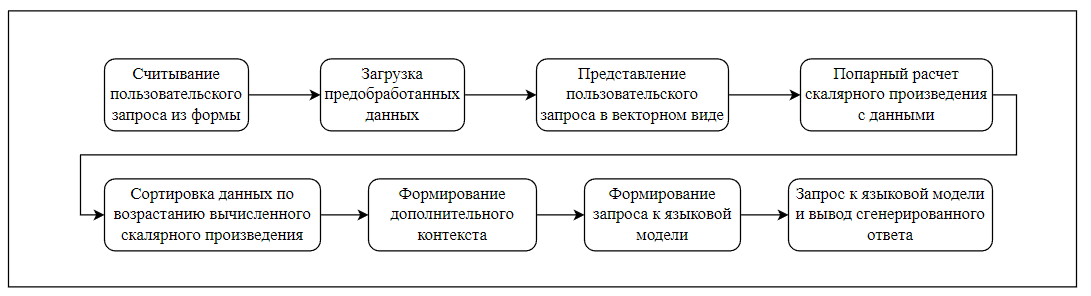 Считывание
пользовательского
запроса из формы
Загрузка
предобработанных
данных
Представление
пользовательского
запроса в векторном виде
Попарный расчет
скалярного произведения
с данными
Сортировка данных по
возрастанию вычисленного
скалярного произведения
Формирование
дополнительного
контекста
Формирование
запроса к языковой
модели
Запрос к языковой модели
и вывод сгенерированного
ответа